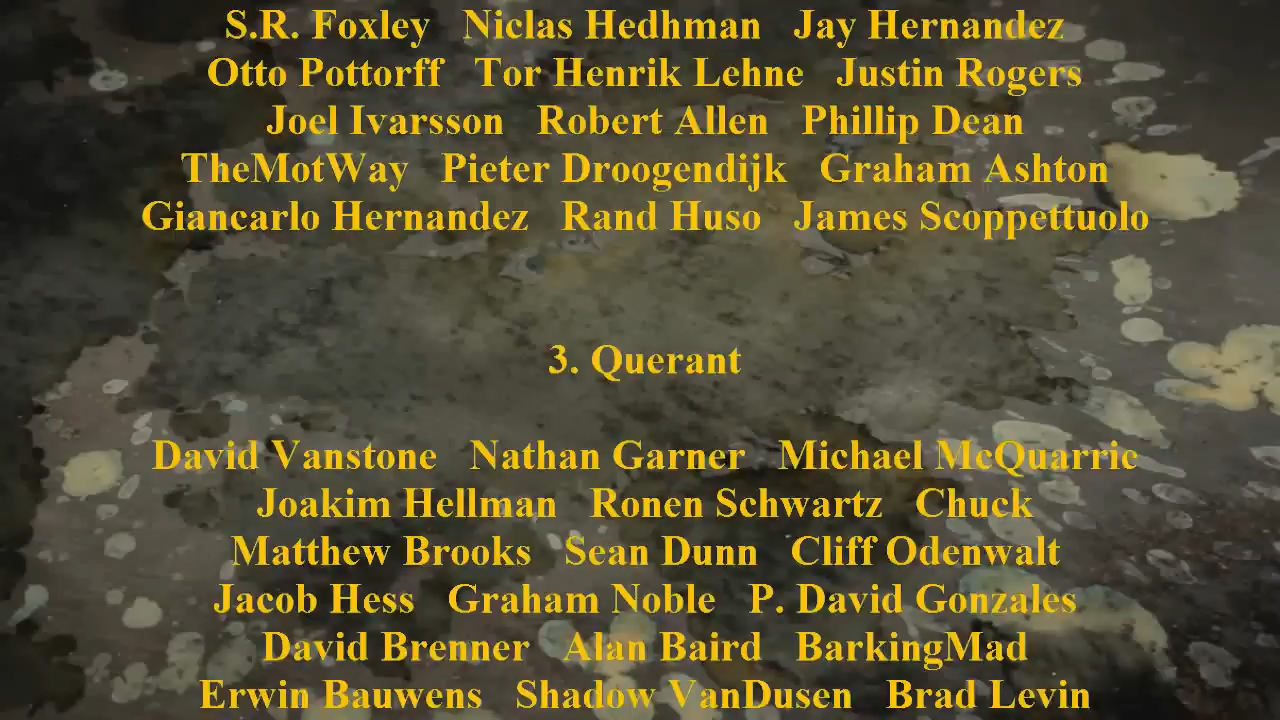 S.R. Foxley Niclas Hedhman Jay Hernandez
Otto Pottorff Tor Henrik Lehne Justin Rogers
Joel Ivarsson Robert Allen Phillip Dean
TheMotWay Pieter Droogendijk Graham Ashton
Giancarlo Hernandez Rand Huso James Scoppettuolo
3. Querant
David Vanstone Nathan Garner Michael McQuarrie
Joakim Hellman Ronen Schwartz Chuck
Matthew Brooks Sean Dunn Cliff Odenwalt
Jacob Hess Graham Noble P. David Gonzales
David Brenner Alan Baird BarkingMad
Erwin Bauwens Shadow VanDusen Brad Levin